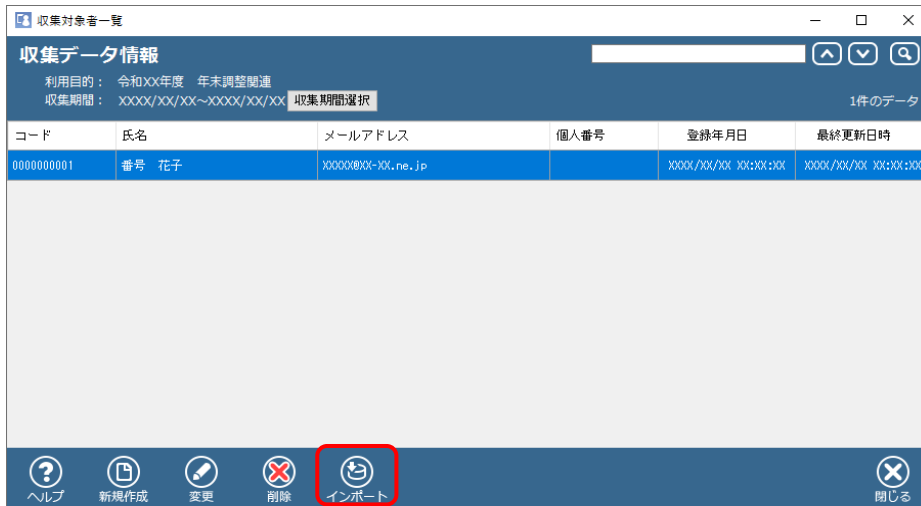 収集対象者一覧
収集データ情報
利用目的： 令和XX年度 年末調整関連
収集期間： XXXX/XX/XX～XXXX/XX/XX 収集期間選択
1件のデータ
コード 氏名 メールアドレス 個人番号 登録年月日 最終更新日時
0000000001 番号 花子 XXXXX@XX-XX.ne.jp XXXX/XX/XX XX:XX:XX XXXX/XX/XX XX:XX:XX
ヘルプ 新規作成 変更 削除 インポート 閉じる